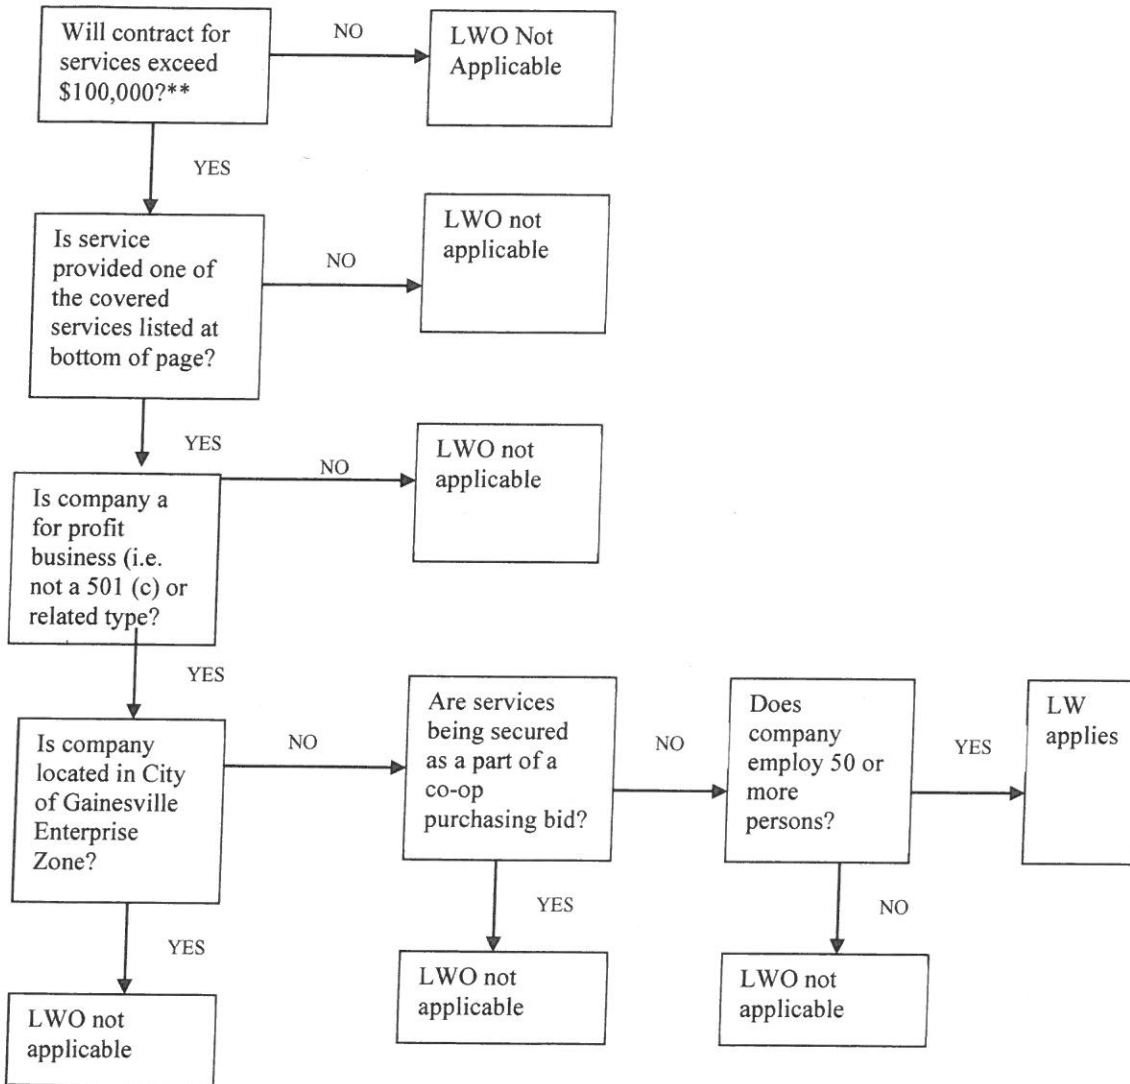 Will contract for
services exceed
$100,000?**
NO
LWO Not
Applicable
YES
Is service
provided one of
the covered
services listed at
bottom of page?
NO
LWO not
applicable
YES
Is company a
for profit
business (i.e.
not a 501 (c) or
related type?
NO
LWO not
applicable
YES
Is company
located in City
of Gainesville
Enterprise
Zone?
NO
Are services
being secured
as a part of a
co-op
purchasing bid?
NO
Does
company
employ 50 or
more
persons?
YES
LW
applies
YES
LWO not
applicable
YES
LWO not
applicable
NO
LWO not
applicable